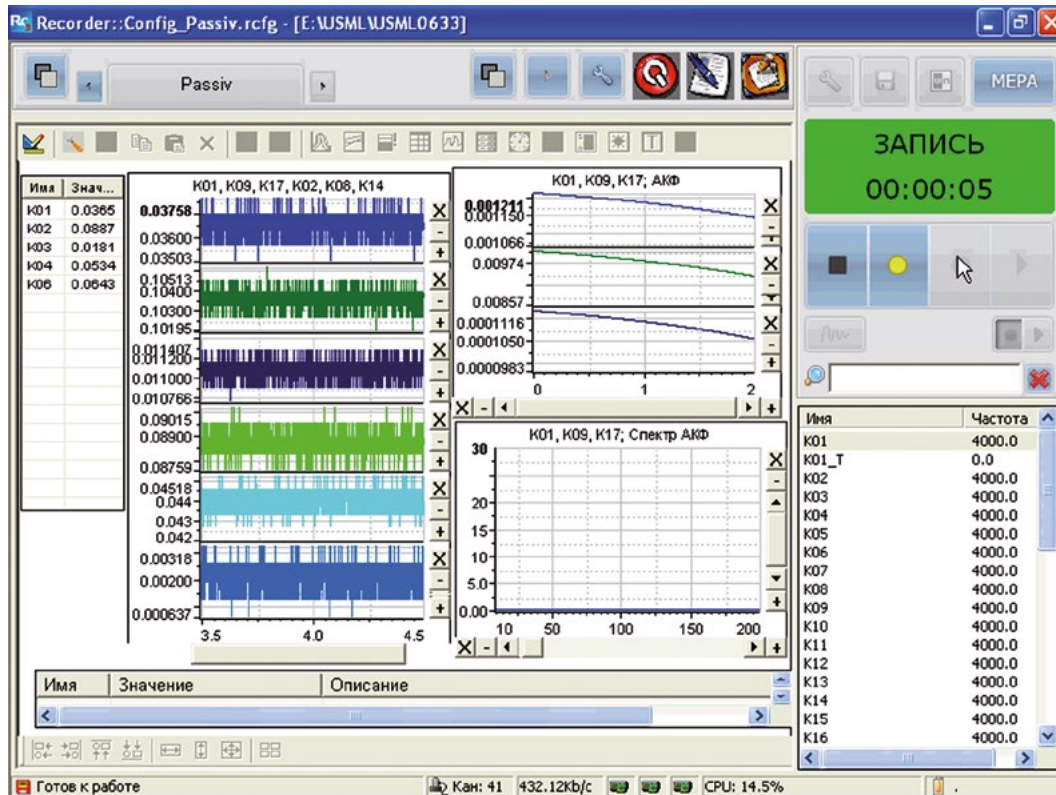 Recorder::Config_Passiv.rcfg - [E:\USML\USML0633]
Passiv
МЕРА
ЗАПИСЬ
00:00:05
Имя Знач...
K01 0.0365
K02 0.0887
K03 0.0181
K04 0.0534
K06 0.0643
K01, K09, K17, K02, K08, K14
0.03758
0.03600
0.03503
0.10513
0.10400
0.10300
0.10195
0.011407
0.011200
0.011000
0.010766
0.09015
0.08900
0.08759
0.04518
0.044
0.043
0.042
0.00318
0.00200
0.000637
3.5 4.0 4.5
K01, K09, K17; АКФ
0.001211
0.001150
0.001066
0.00974
0.00857
0.0001116
0.0001050
0.0000983
0 1 2
K01, K09, K17; Спектр АКФ
30
20
15
10
5.0
0.00
10 50 100 150 200
Имя Частота
K01 4000.0
K01_T 0.0
K02 4000.0
K03 4000.0
K04 4000.0
K05 4000.0
K06 4000.0
K07 4000.0
K08 4000.0
K09 4000.0
K10 4000.0
K11 4000.0
K12 4000.0
K13 4000.0
K14 4000.0
K15 4000.0
K16 4000.0
Имя Значение Описание
Готов к работе Кан: 41 432.12Kb/c CPU: 14.5%